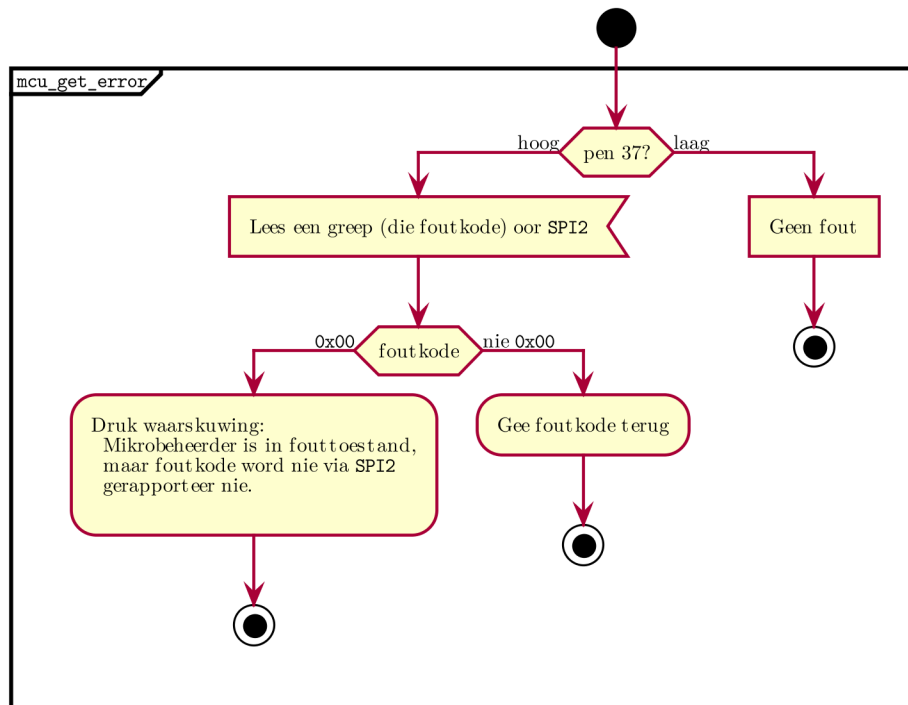 mcu_get_error
hoog
pen 37?
laag
Lees een greep (die foutkode) oor SPI2
Geen fout
0x00
foutkode
nie 0x00
Druk waarskuwing:
Mikrobeheerder is in fouttoestand,
maar foutkode word nie via SPI2
gerapporteer nie.
Gee foutkode terug